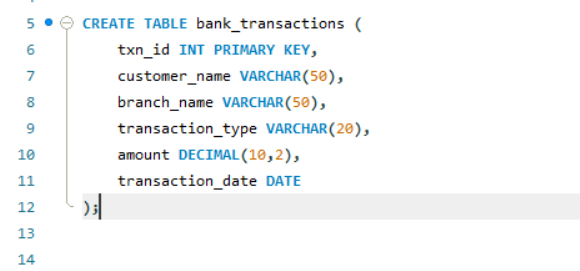 5 CREATE TABLE bank_transactions (
6 txn_id INT PRIMARY KEY,
7 customer_name VARCHAR(50),
8 branch_name VARCHAR(50),
9 transaction_type VARCHAR(20),
10 amount DECIMAL(10,2),
11 transaction_date DATE
12 );
13
14